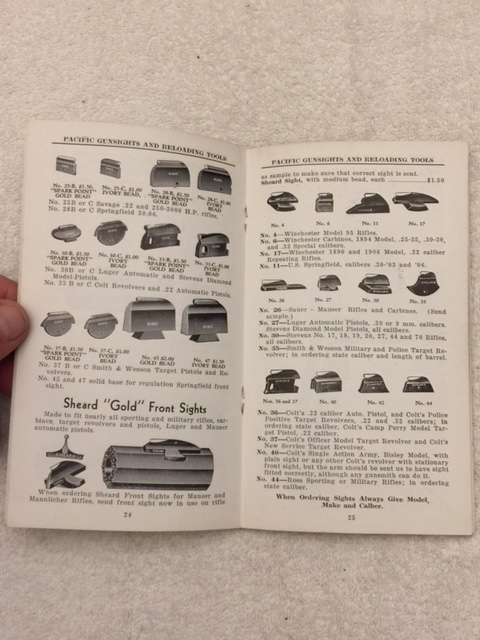 PACIFIC GUNSIGHTS AND RELOADING TOOLS
No. 25-B, $1.50,
"SPARK POINT"
GOLD BEAD
No. 25-C, $1.00
IVORY BEAD,
No. 28-B, $1.50
"SPARK POINT"
GOLD BEAD
No. 28-C, $1.00
IVORY
BEAD
No. 25B or C Savage .22 and 250-3000 H.P. rifles.
No. 28B or C Springfield 30.06.
No. 30-B, $1.50
"SPARK POINT"
GOLD BEAD
No. 30-C, $1.00
IVORY
BEAD
No. 33-B, $1.50
"SPARK POINT"
GOLD BEAD
No. 33-C, $1.00
IVORY
BEAD
No. 30B or C Luger Automatic and Stevens Diamond
Model Pistols.
No. 33 B or C Colt Revolvers and .22 Automatic Pistols.
No. 37-B, $1.50
"SPARK POINT"
GOLD BEAD
No. 37-C, $1.00
IVORY
BEAD
No. 45 $2.00
GOLD BEAD
No. 47 $1.50
IVORY BEAD
No. 37 B or C Smith & Wesson Target Pistols and Re-
volvers.
No. 45 and 47 solid base for regulation Springfield front
sight.
Sheard "Gold" Front Sights
Made to fit nearly all sporting and military rifles, car-
bines, target revolvers and pistols, Luger and Mauser
automatic pistols.
When ordering Sheard Front Sights for Mauser and
Mannlicher Rifles, send front sight now in use on rifle
24
PACIFIC GUNSIGHTS AND RELOADING TOOLS
as sample to make sure that correct sight is sent.
Sheard Sight, with medium bead, each $1.50
No. 4
No. 6
No. 11
No. 17
No. 4—Winchester Model 95 Rifles.
No. 6—Winchester Carbines, 1894 Model, .25-35, .30-30,
and .32 Special calibers.
No. 17—Winchester 1890 and 1906 Model, .22 caliber
Repeating Rifles.
No. 11—U.S. Springfield, calibers .30-'03 and '06.
No. 26
No. 27
No. 30
No. 35
No. 26—Sauer - Mauser Rifles and Carbines. (Send
sample.)
No. 27—Luger Automatic Pistols, .30 or 9 mm. calibers.
Stevens Diamond Model Pistols, all calibers.
No. 30—Stevens No. 17, 18, 19, 20, 27, 44 and 70 Rifles,
all calibers.
No. 35—Smith & Wesson Military and Police Target Re-
volver; in ordering state caliber and length of barrel.
Nos. 36 and 37
No. 40
No. 42
No. 44
No. 36—Colt's .22 caliber Auto. Pistol, and Colt's Police
Positive Target Revolvers, .22 and .32 calibers; in
ordering state caliber. Colt's Camp Perry Model Tar-
get Pistol, .22 caliber.
No. 37—Colt's Officer Model Target Revolver and Colt's
New Service Target Revolver.
No. 40—Colt's Single Action Army, Bisley Model, with
plain sight or any other Colt's revolver with stationary
front sight, but the arm should be sent us to have sight
fitted correctly, although any gunsmith can do it.
No. 44—Ross Sporting or Military Rifles; in ordering
state caliber.
When Ordering Sights Always Give Model,
Make and Caliber.
25